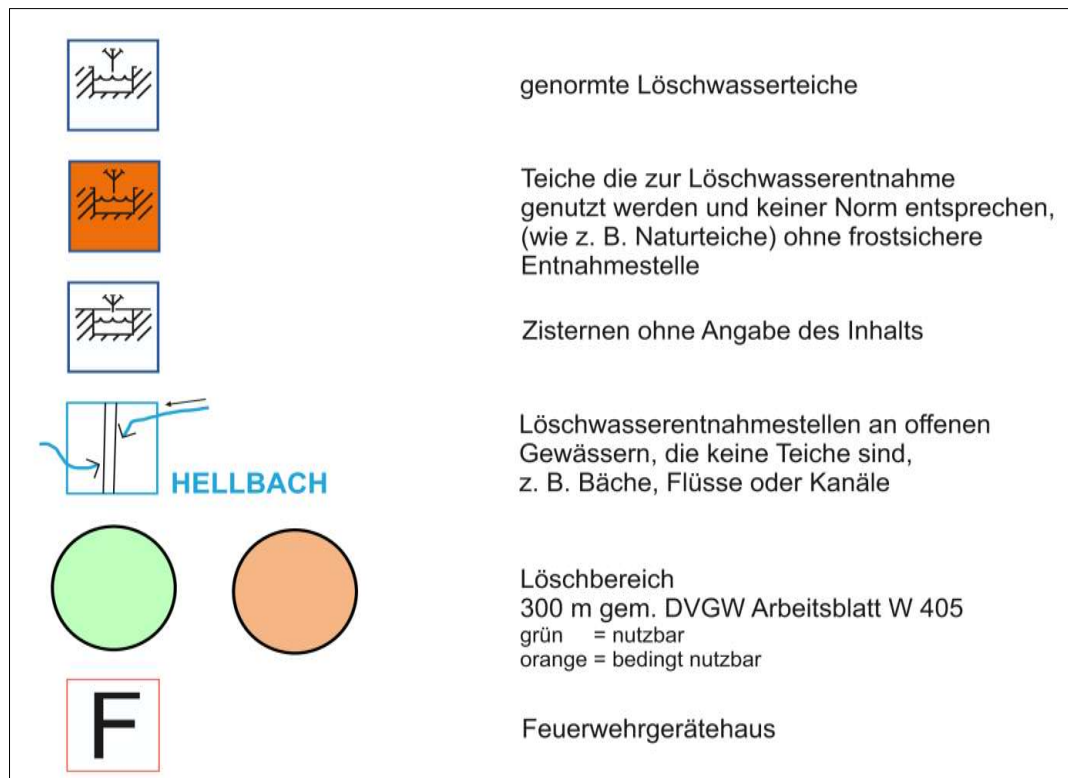 genormte Löschwasserteiche
Teiche die zur Löschwasserentnahme
genutzt werden und keiner Norm entsprechen,
(wie z. B. Naturteiche) ohne frostsichere
Entnahmestelle
Zisternen ohne Angabe des Inhalts
HELLBACH
Löschwasserentnahmestellen an offenen
Gewässern, die keine Teiche sind,
z. B. Bäche, Flüsse oder Kanäle
Löschbereich
300 m gem. DVGW Arbeitsblatt W 405
grün = nutzbar
orange = bedingt nutzbar
F
Feuerwehrgerätehaus